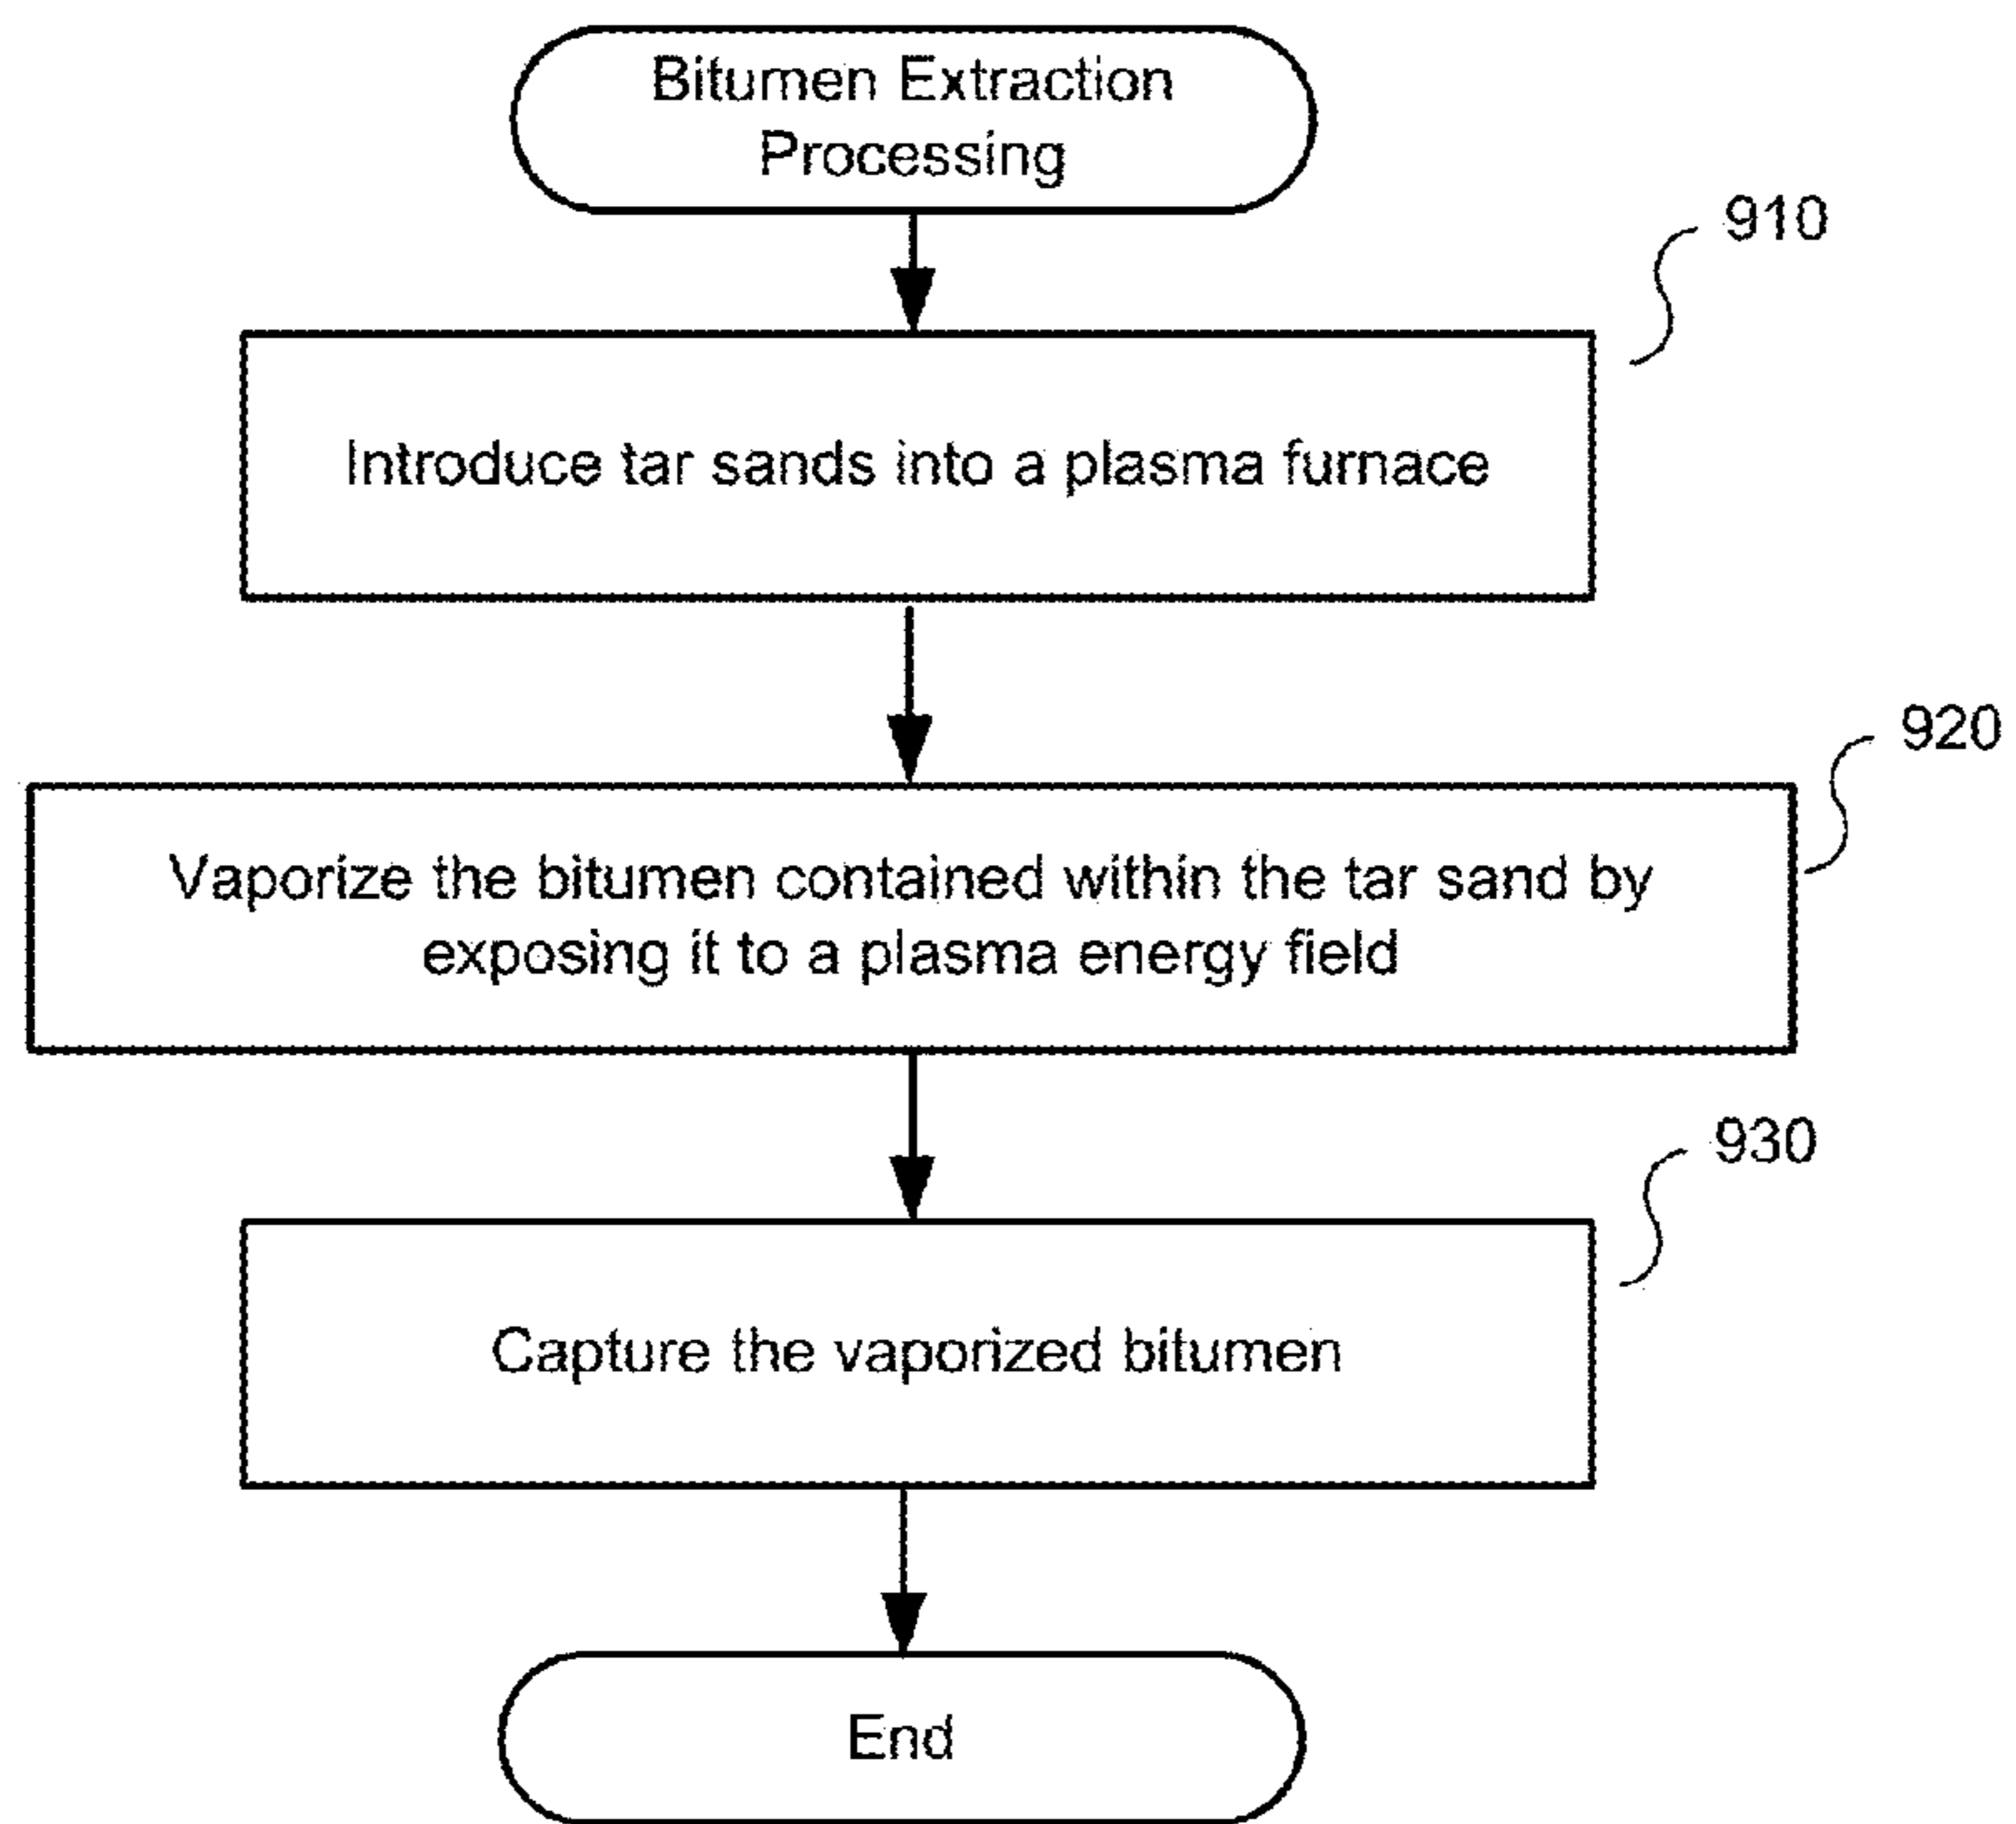 Bitumen Extraction
Processing
910
Introduce tar sands into a plasma furnace
920
Vaporize the bitumen contained within the tar sand by
exposing it to a plasma energy field
930
Capture the vaporized bitumen
End